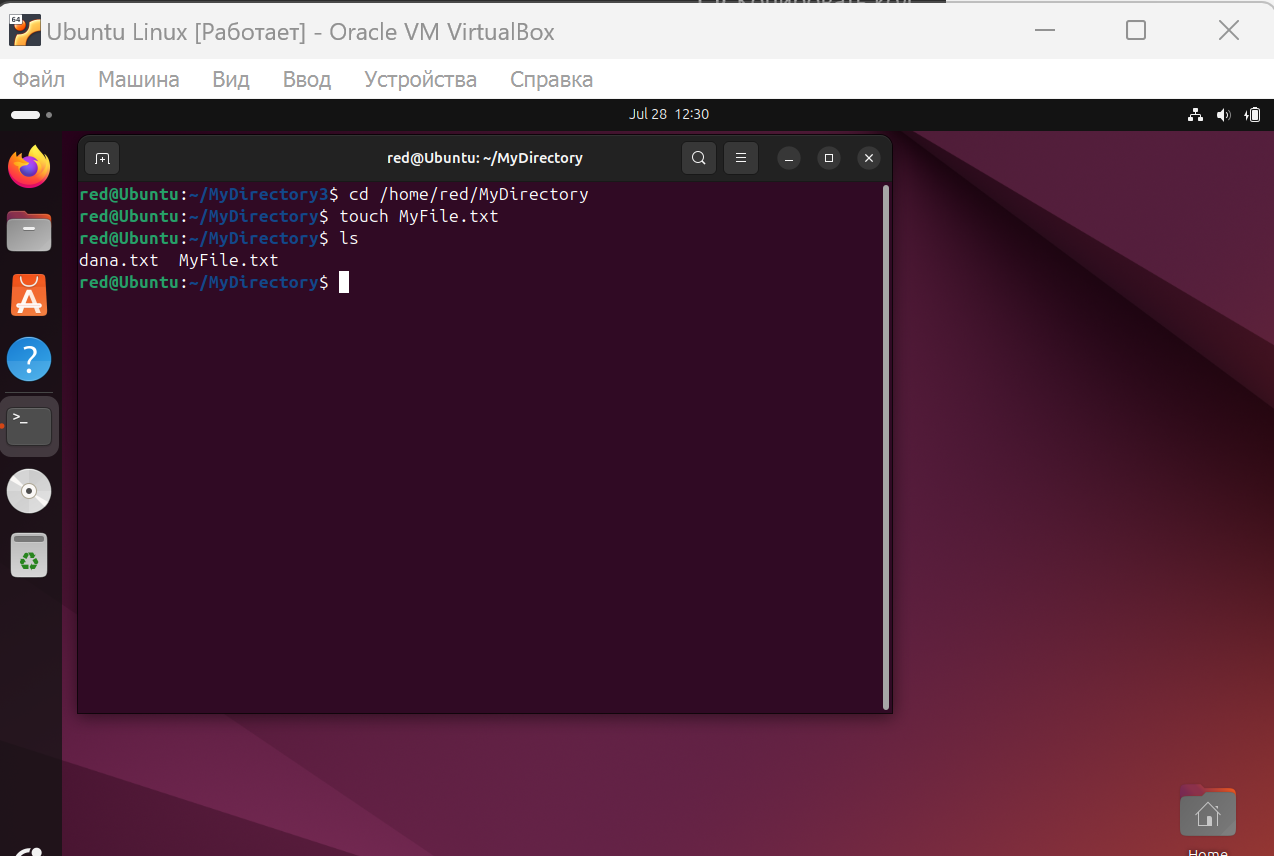 64
Ubuntu Linux [Работает] - Oracle VM VirtualBox
Файл Машина Вид Ввод Устройства Справка
Jul 28 12:30
red@Ubuntu: ~/MyDirectory
red@Ubuntu:~/MyDirectory3$ cd /home/red/MyDirectory
red@Ubuntu:~/MyDirectory$ touch MyFile.txt
red@Ubuntu:~/MyDirectory$ ls
dana.txt  MyFile.txt
red@Ubuntu:~/MyDirectory$
>_
Home